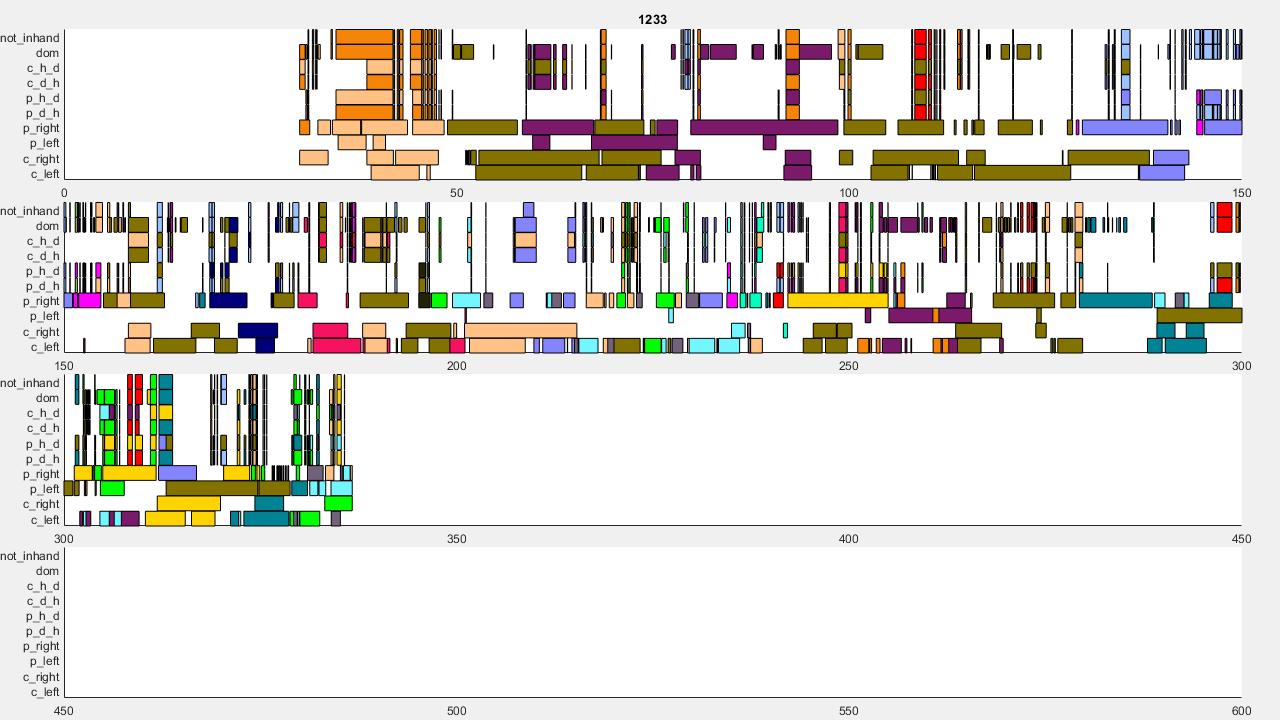 1233
not_inhand
dom
c_h_d
c_d_h
p_h_d
p_d_h
p_right
p_left
c_right
c_left
0 50 100 150
not_inhand
dom
c_h_d
c_d_h
p_h_d
p_d_h
p_right
p_left
c_right
c_left
150 200 250 300
not_inhand
dom
c_h_d
c_d_h
p_h_d
p_d_h
p_right
p_left
c_right
c_left
300 350 400 450
not_inhand
dom
c_h_d
c_d_h
p_h_d
p_d_h
p_right
p_left
c_right
c_left
450 500 550 600